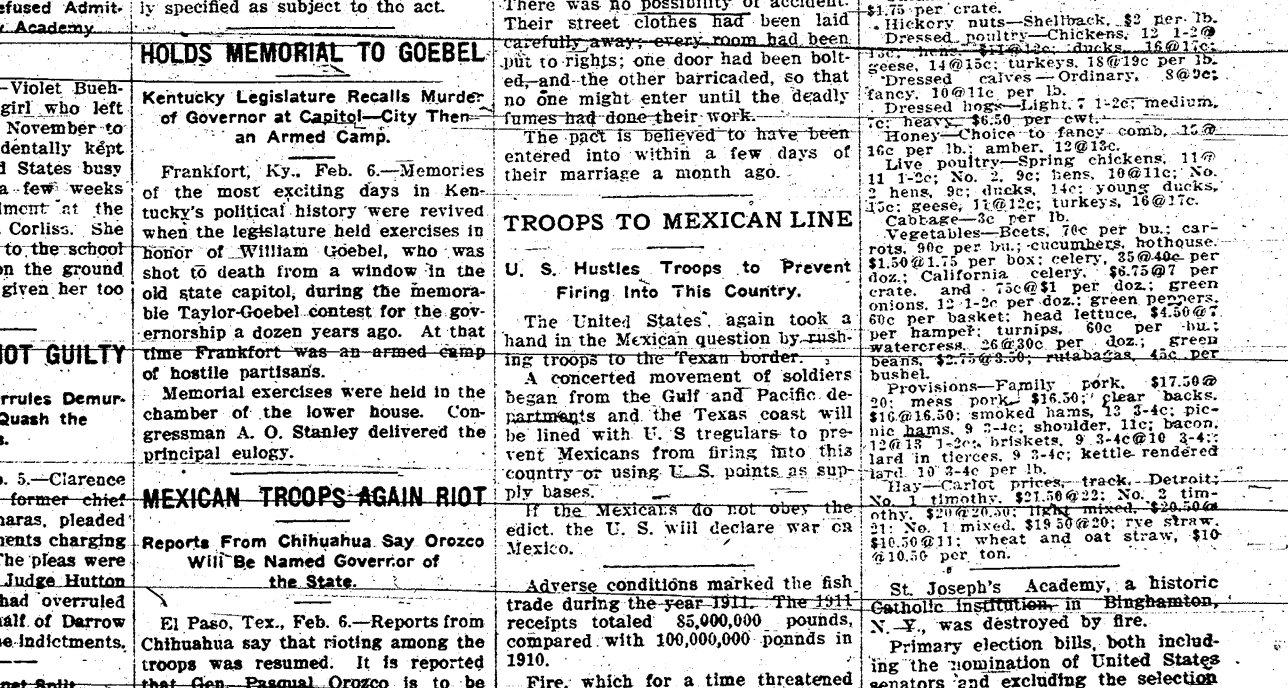 efused Admit-
y Academy
—Violet Bueh-
girl who left
November to
dentally kept
d States busy
a few weeks
lment at the
Corliss. She
to the school
on the ground
given her too
NOT GUILTY
errules Demur-
Quash the
s.
b. 5.—Clarence
former chief
naras, pleaded
ments charging
The pleas were
Judge Hutton
had overruled
half of Darrow
he indictments.
ly specified as subject to the act.
HOLDS MEMORIAL TO GOEBEL
Kentucky Legislature Recalls Murder
of Governor at Capitol—City Then
an Armed Camp.
Frankfort, Ky., Feb. 6.—Memories
of the most exciting days in Ken-
tucky's political history were revived
when the legislature held exercises in
honor of William Goebel, who was
shot to death from a window in the
old state capitol, during the memora-
ble Taylor-Goebel contest for the gov-
ernorship a dozen years ago. At that
time Frankfort was an armed camp
of hostile partisans.
Memorial exercises were held in the
chamber of the lower house. Con-
gressman A. O. Stanley delivered the
principal eulogy.
MEXICAN TROOPS AGAIN RIOT
Reports From Chihuahua Say Orozco
Will Be Named Governor of
the State.
El Paso, Tex., Feb. 6.—Reports from
Chihuahua say that rioting among the
troops was resumed. It is reported
that Gen. Pasqual Orozco is to be
There was no possibility of accident.
Their street clothes had been laid
carefully away; every room had been
put to rights; one door had been bolt-
ed, and the other barricaded, so that
no one might enter until the deadly
fumes had done their work.
The pact is believed to have been
entered into within a few days of
their marriage a month ago.
TROOPS TO MEXICAN LINE
U. S. Hustles Troops to Prevent
Firing Into This Country.
The United States again took a
hand in the Mexican question by rush-
ing troops to the Texan border.
A concerted movement of soldiers
began from the Gulf and Pacific de-
partments and the Texas coast will
be lined with U. S tregulars to pre-
vent Mexicans from firing into this
country or using U. S. points as sup-
ply bases.
If the Mexicans do not obey the
edict, the U. S. will declare war on
Mexico.
Adverse conditions marked the fish
trade during the year 1911. The 1911
receipts totaled 85,000,000 pounds,
compared with 100,000,000 ponnds in
1910.
Fire, which for a time threatened
$1.75 per crate.
Hickory nuts—Shellback, $2 per lb.
Dressed poultry—Chickens, 12 1-2@
13c; hens, ducks, 16@17c;
geese, 14@15c; turkeys, 18@19c per lb.
Dressed calves—Ordinary, 8@9c;
fancy, 10@11c per lb.
Dressed hogs—Light, 7 1-2c; medium,
7c; heavy, $6.50 per cwt.
Honey—Choice to fancy comb, 15@
16c per lb.; amber, 12@13c.
Live poultry—Spring chickens, 11@
11 1-2c; No. 2, 9c; hens, 10@11c; No.
2 hens, 9c; ducks, 14c; young ducks,
15c; geese, 11@12c; turkeys, 16@17c.
Cabbage—3c per lb.
Vegetables—Beets, 70c per bu.; car-
rots, 90c per bu.; cucumbers, hothouse,
$1.50@1.75 per box; celery, 35@40c per
doz.; California celery, $6.75@7 per
crate, and 75c@$1 per doz.; green
onions, 12 1-2c per doz.; green peppers,
60c per basket; head lettuce, $4.50@7
per hamper; turnips, 60c per bu.;
watercress, 26@30c per doz.; green
beans, $2.75@3.50; rutabagas, 45c per
bushel.
Provisions—Family pork, $17.50@
20; mess pork, $16.50; clear backs,
$16@16.50; smoked hams, 13 3-4c; pic-
nic hams, 9 3-4c; shoulder, 11c; bacon,
12@13 1-2c; briskets, 9 3-4c@10 3-4c;
lard in tierces, 9 3-4c; kettle rendered
lard, 10 3-4c per lb.
Hay—Carlot prices, track, Detroit;
No. 1 timothy, $21.50@22; No. 2 tim-
othy, $20@20.50; light mixed, $20.50@
21; No. 1 mixed, $19.50@20; rye straw,
$10.50@11; wheat and oat straw, $10
@10.50 per ton.
St. Joseph's Academy, a historic
Catholic institution, in Binghamton,
N. Y., was destroyed by fire.
Primary election bills, both includ-
ing the nomination of United States
senators and excluding the selection